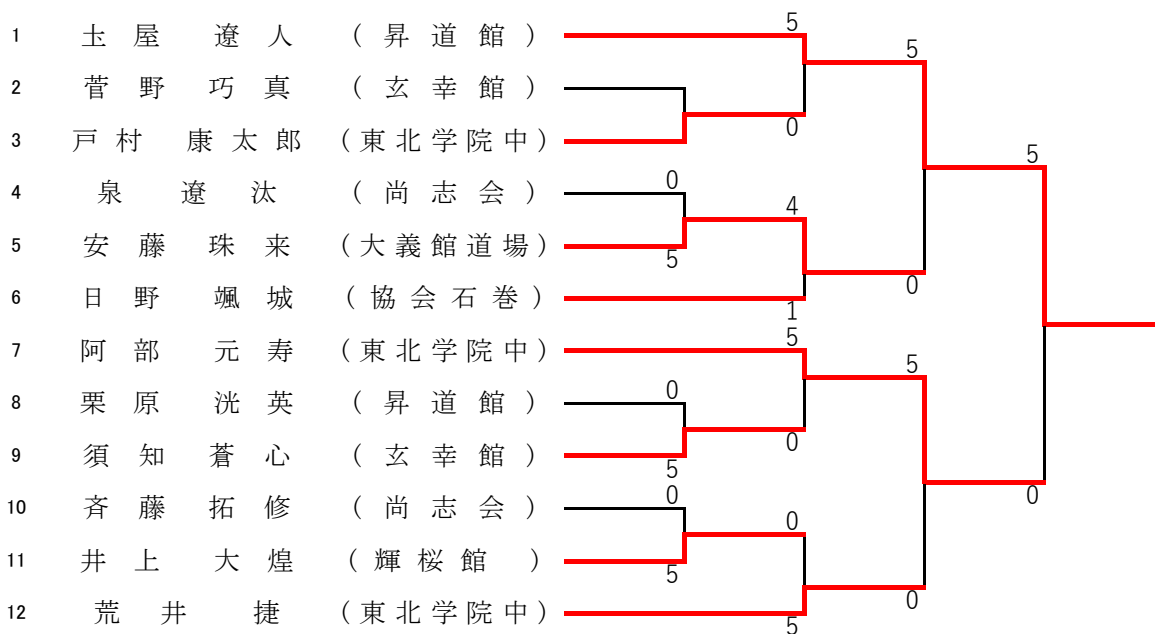 1 圡屋 遼人 (昇道館) 5
5
2 菅野 巧真 (玄幸館)
0
3 戸村 康太郎 (東北学院中)
5
4 泉 遼汰 (尚志会) 0
4
5 安藤 珠来 (大義館道場) 5
0
6 日野 颯城 (協会石巻) 1
7 阿部 元寿 (東北学院中) 5
5
8 栗原 洸英 (昇道館) 0
0
9 須知 蒼心 (玄幸館) 5
0
10 斉藤 拓修 (尚志会) 0
0
11 井上 大煌 (輝桜館 ) 5
0
12 荒井 捷 (東北学院中) 5